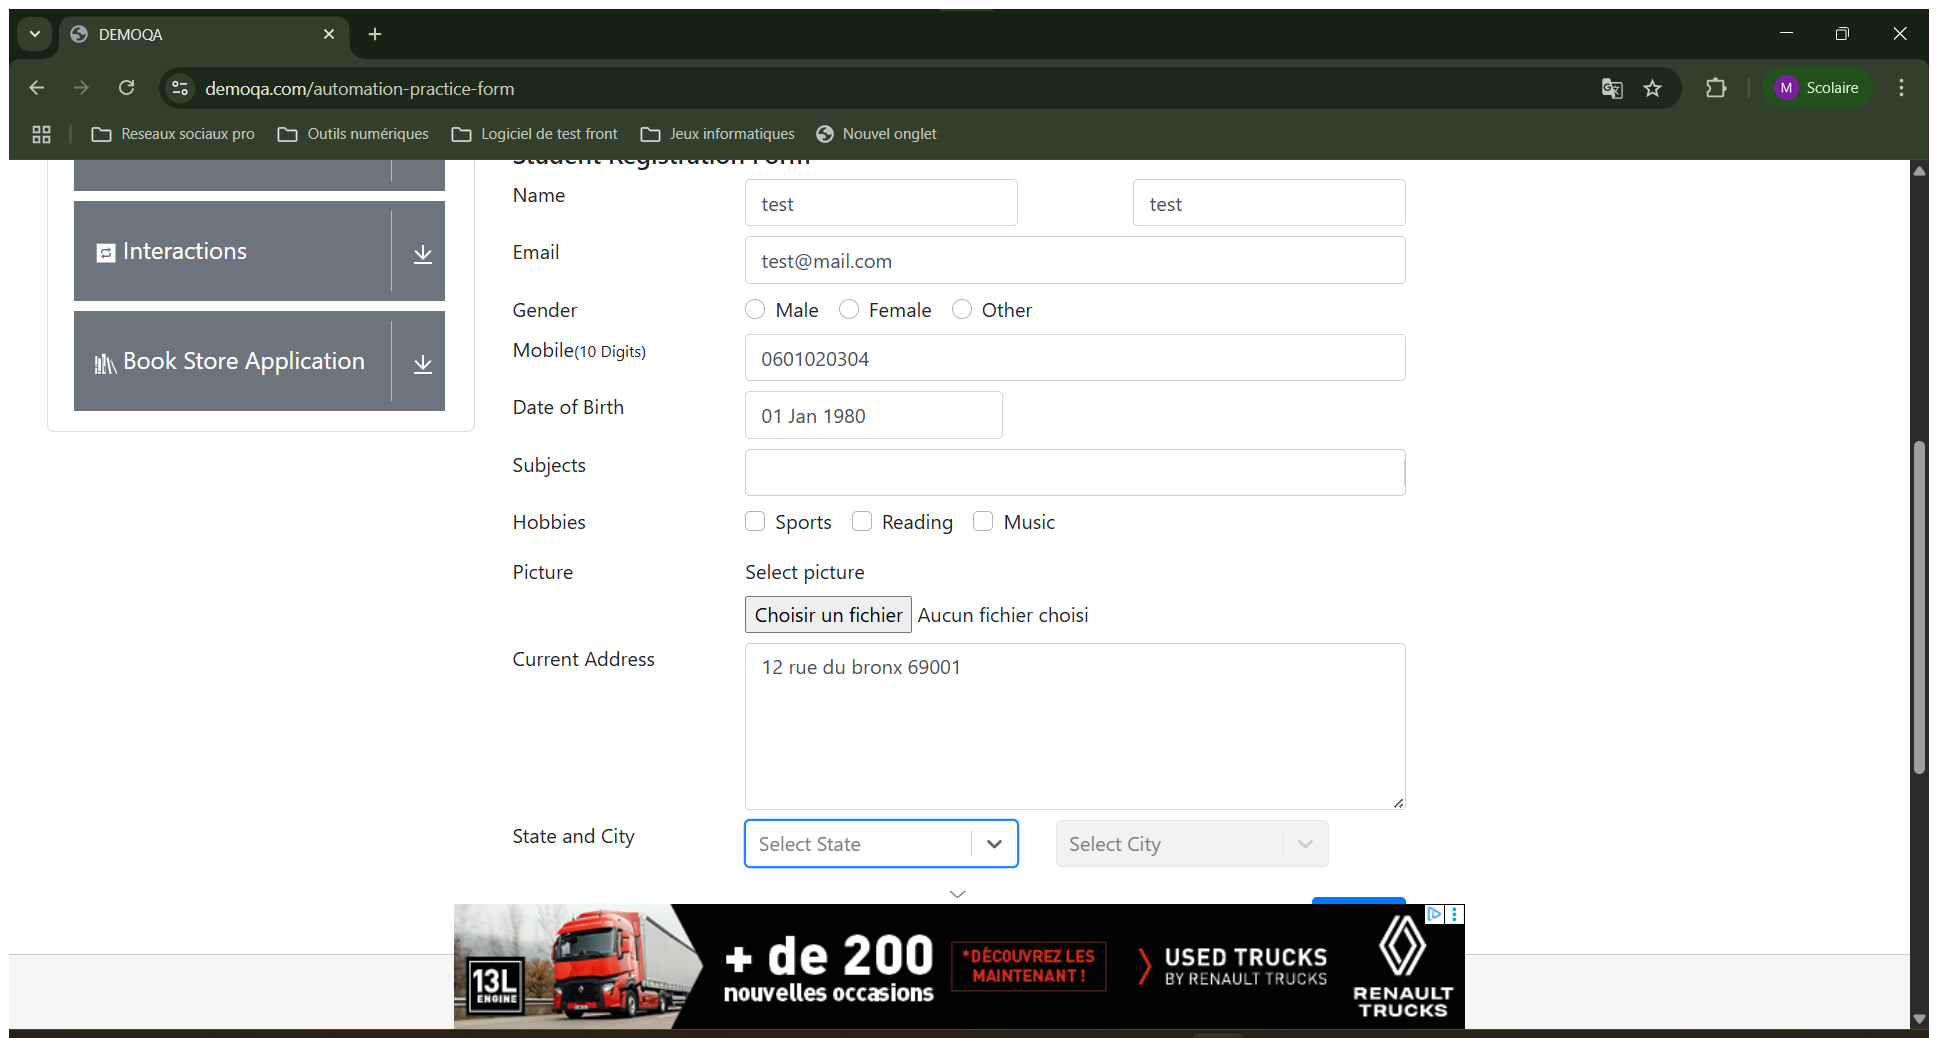 DEMOQA
demoqa.com/automation-practice-form
M Scolaire
Reseaux sociaux pro
Outils numériques
Logiciel de test front
Jeux informatiques
Nouvel onglet
Student Registration Form
Interactions
Book Store Application
Name
test
test
Email
test@mail.com
Gender
Male
Female
Other
Mobile(10 Digits)
0601020304
Date of Birth
01 Jan 1980
Subjects
Hobbies
Sports
Reading
Music
Picture
Select picture
Choisir un fichier
Aucun fichier choisi
Current Address
12 rue du bronx 69001
State and City
Select State
Select City
13L
ENGINE
+ de 200
nouvelles occasions
*DÉCOUVREZ LES
MAINTENANT !
USED TRUCKS
BY RENAULT TRUCKS
RENAULT
TRUCKS